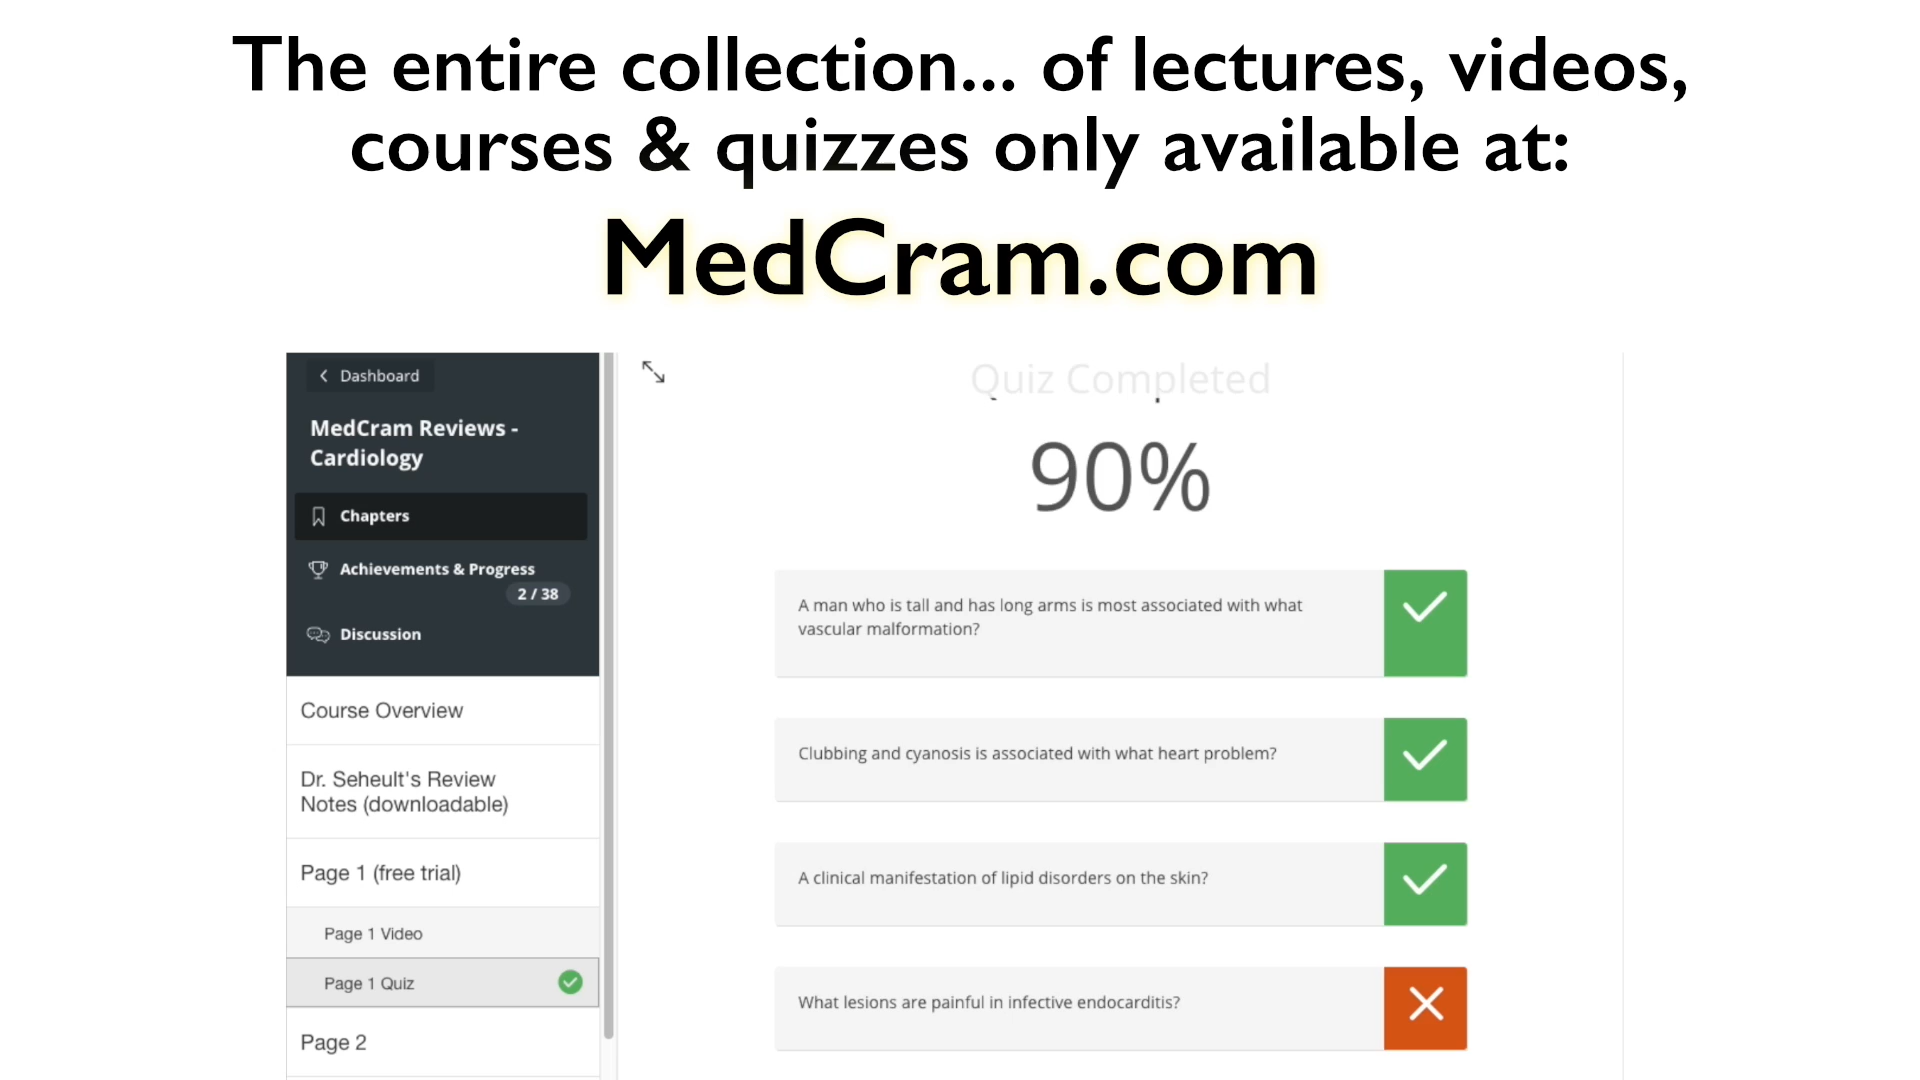 The entire collection... of lectures, videos,
courses & quizzes only available at:
MedCram.com
Dashboard
MedCram Reviews -
Cardiology
Chapters
Achievements & Progress
2 / 38
Discussion
Course Overview
Dr. Seheult's Review
Notes (downloadable)
Page 1 (free trial)
Page 1 Video
Page 1 Quiz
Page 2
Quiz Completed
90%
A man who is tall and has long arms is most associated with what
vascular malformation?
Clubbing and cyanosis is associated with what heart problem?
A clinical manifestation of lipid disorders on the skin?
What lesions are painful in infective endocarditis?